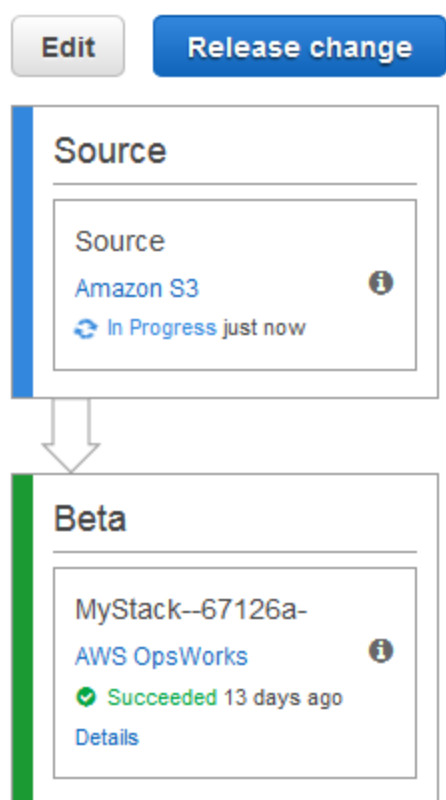 Edit
Release change
Source
Source
Amazon S3
In Progress just now
Beta
MyStack--67126a-
AWS OpsWorks
Succeeded 13 days ago
Details